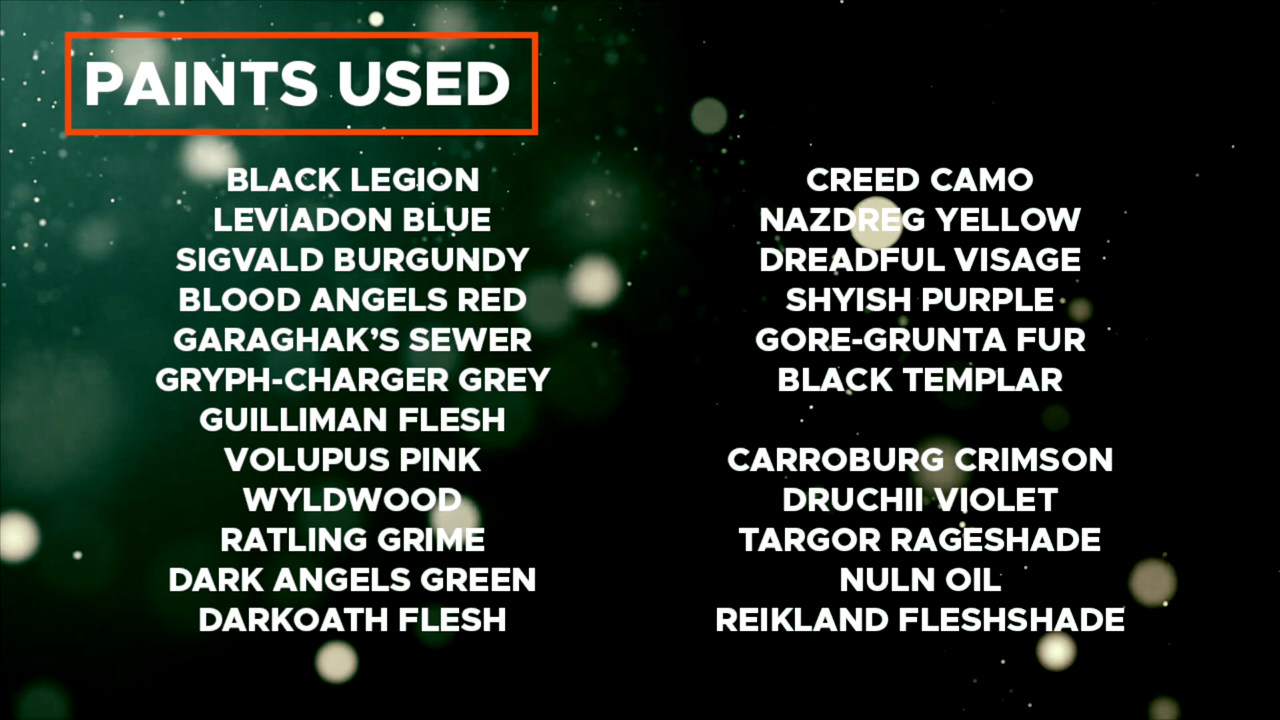 PAINTS USED
BLACK LEGION
LEVIADON BLUE
SIGVALD BURGUNDY
BLOOD ANGELS RED
GARAGHAK’S SEWER
GRYPH-CHARGER GREY
GUILLIMAN FLESH
VOLUPUS PINK
WYLDWOOD
RATLING GRIME
DARK ANGELS GREEN
DARKOATH FLESH
CREED CAMO
NAZDREG YELLOW
DREADFUL VISAGE
SHYISH PURPLE
GORE-GRUNTA FUR
BLACK TEMPLAR
CARROBURG CRIMSON
DRUCHII VIOLET
TARGOR RAGESHADE
NULN OIL
REIKLAND FLESHSHADE